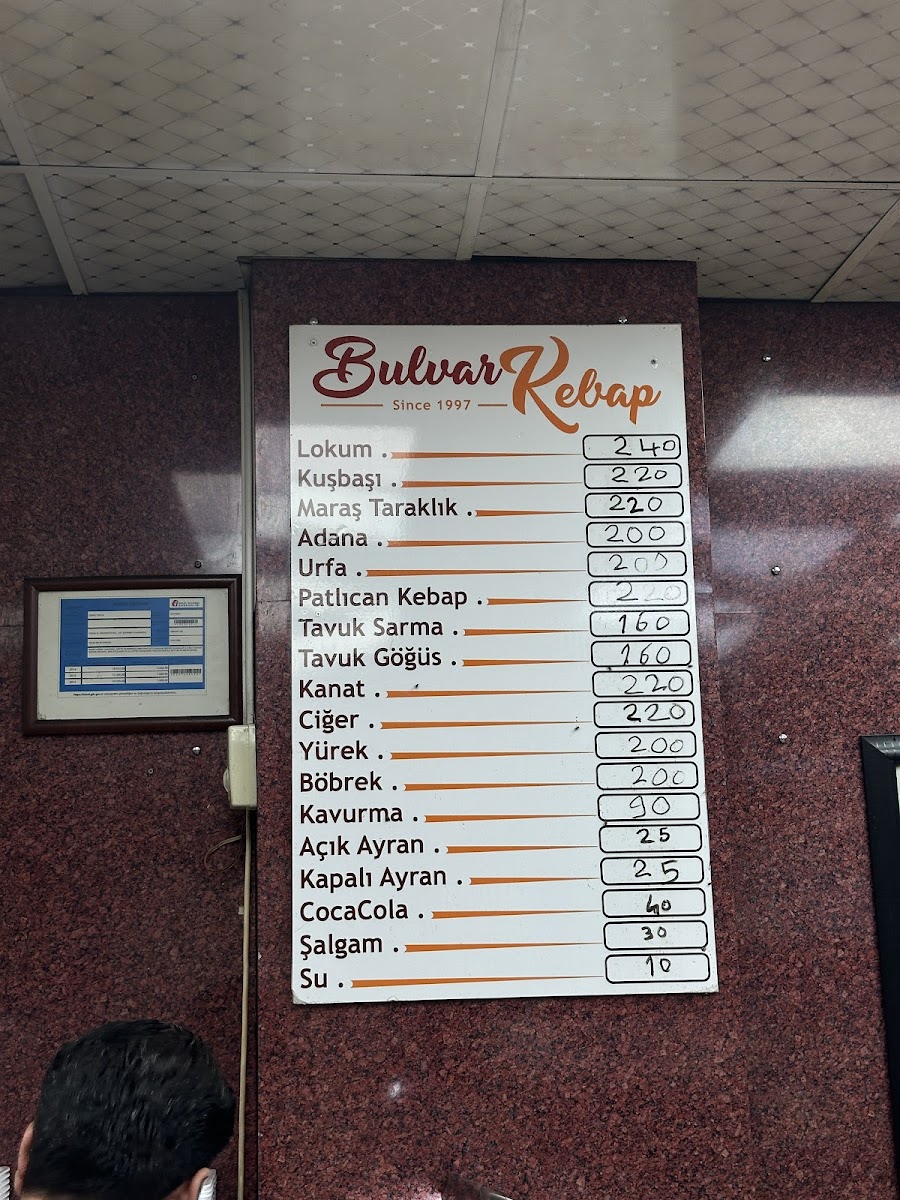 Bulvar Kebap
Since 1997
Lokum . 240
Kuşbaşı . 220
Maraş Taraklık . 220
Adana . 200
Urfa . 200
Patlıcan Kebap . 220
Tavuk Sarma . 160
Tavuk Göğüs . 160
Kanat . 220
Ciğer . 220
Yürek . 200
Böbrek . 200
Kavurma . 90
Açık Ayran . 25
Kapalı Ayran . 25
CocaCola . 40
Şalgam . 30
Su . 10